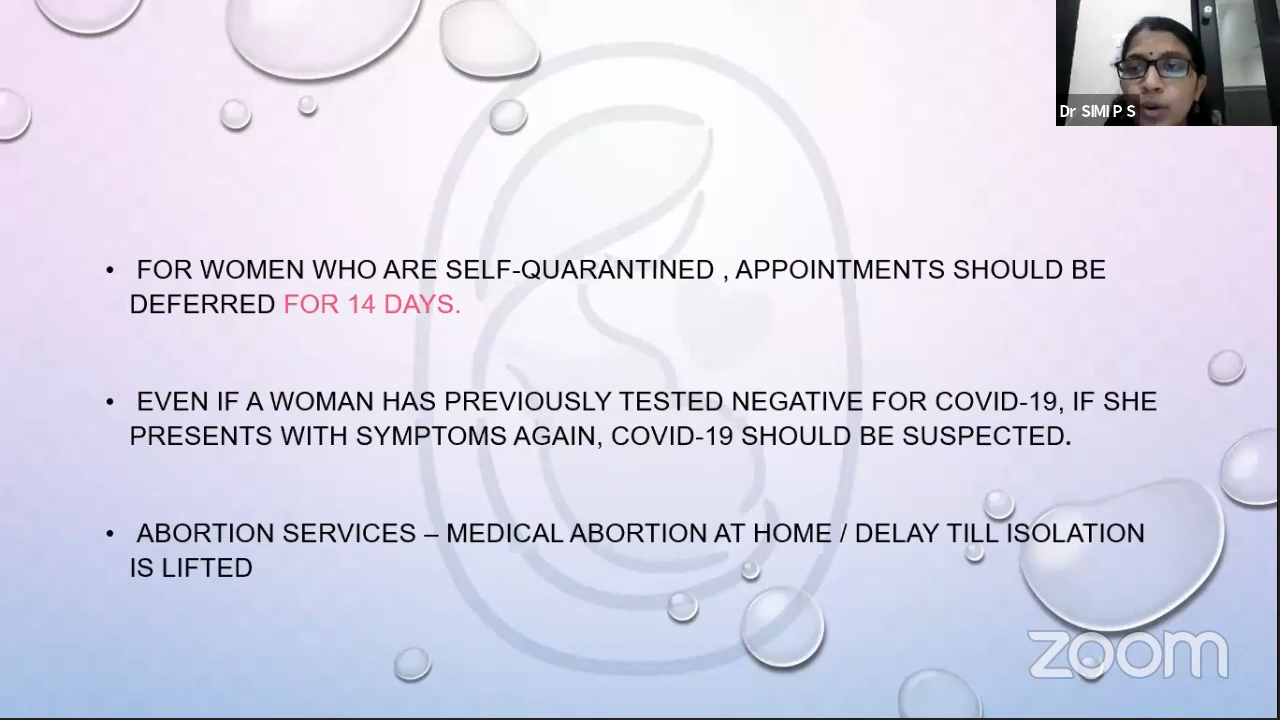 Dr SIMI P S
• FOR WOMEN WHO ARE SELF-QUARANTINED , APPOINTMENTS SHOULD BE
DEFERRED FOR 14 DAYS.
• EVEN IF A WOMAN HAS PREVIOUSLY TESTED NEGATIVE FOR COVID-19, IF SHE
PRESENTS WITH SYMPTOMS AGAIN, COVID-19 SHOULD BE SUSPECTED.
• ABORTION SERVICES – MEDICAL ABORTION AT HOME / DELAY TILL ISOLATION
IS LIFTED
zoom